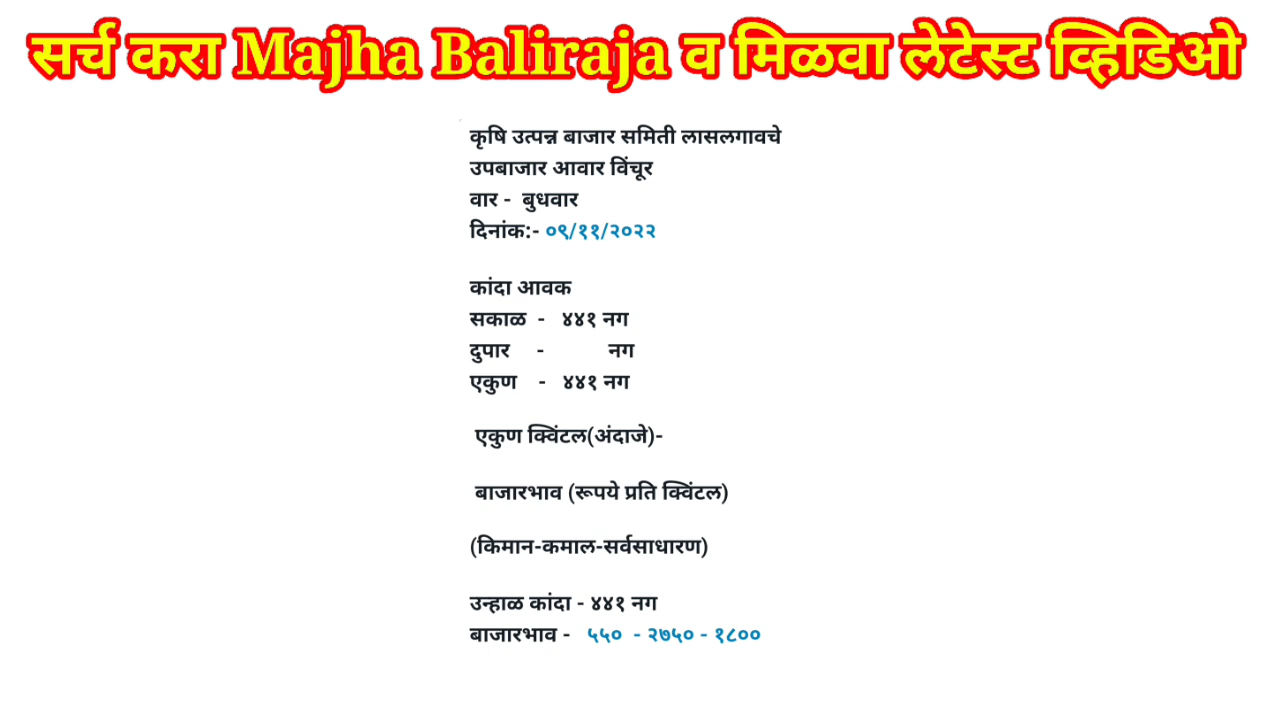 सर्च करा Majha Baliraja व मिळवा लेटेस्ट व्हिडिओ
कृषि उत्पन्न बाजार समिती लासलगावचे
उपबाजार आवार विंचूर
वार - बुधवार
दिनांक:- ०९/११/२०२२
कांदा आवक
सकाळ - ४४१ नग
दुपार - नग
एकुण - ४४१ नग
एकुण क्विंटल(अंदाजे)-
बाजारभाव (रूपये प्रति क्विंटल)
(किमान-कमाल-सर्वसाधारण)
उन्हाळ कांदा - ४४१ नग
बाजारभाव - ५५० - २७५० - १८००